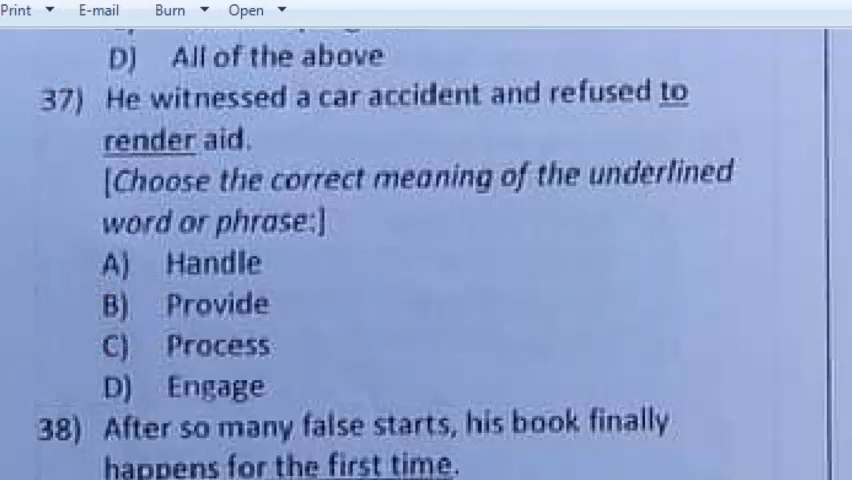 Print E-mail Burn Open
D) All of the above
37) He witnessed a car accident and refused to
render aid.
[Choose the correct meaning of the underlined
word or phrase:]
A) Handle
B) Provide
C) Process
D) Engage
38) After so many false starts, his book finally
happens for the first time.